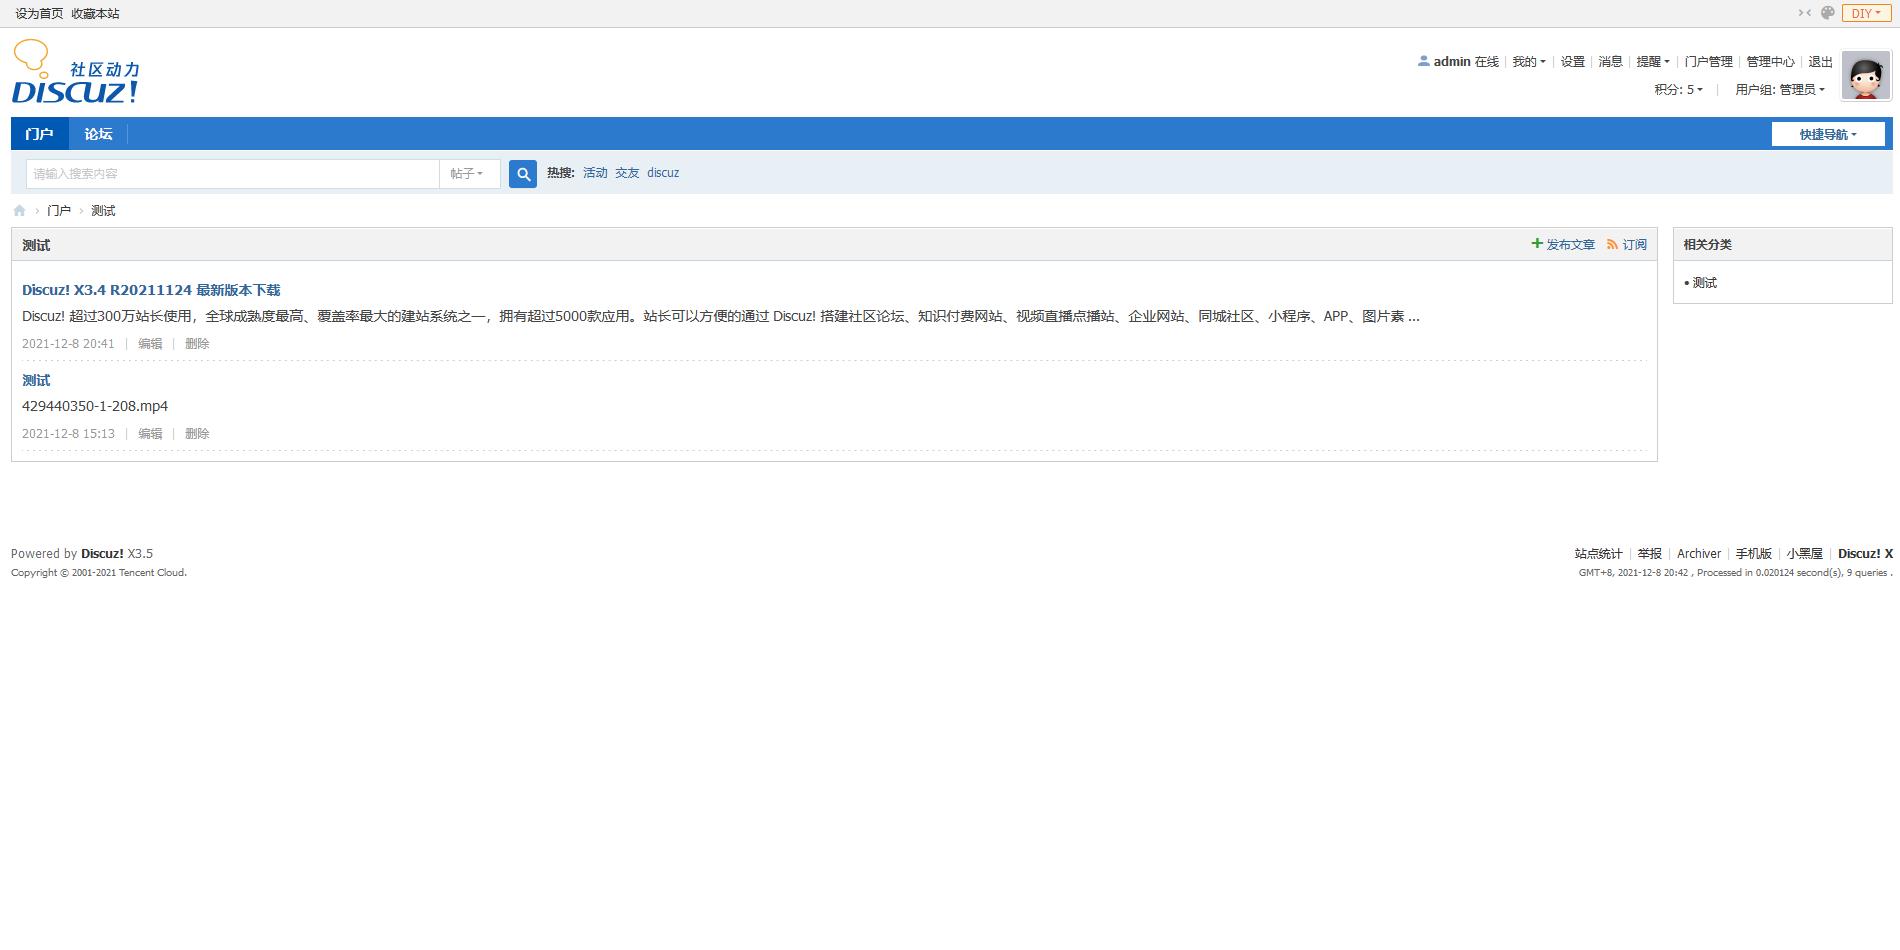 设为首页 收藏本站
DIY
社区动力
DISCUZ!
admin 在线 我的 设置 消息 提醒 门户管理 管理中心 退出
积分: 5 用户组: 管理员
门户 论坛 快捷导航
请输入搜索内容 帖子 热搜: 活动 交友 discuz
门户 › 测试
测试 发布文章 订阅
相关分类
• 测试
Discuz! X3.4 R20211124 最新版本下载
Discuz! 超过300万站长使用，全球成熟度最高、覆盖率最大的建站系统之一，拥有超过5000款应用。站长可以方便的通过 Discuz! 搭建社区论坛、知识付费网站、视频直播点播站、企业网站、同城社区、小程序、APP、图片素 ...
2021-12-8 20:41 | 编辑 | 删除
测试
429440350-1-208.mp4
2021-12-8 15:13 | 编辑 | 删除
Powered by Discuz! X3.5
Copyright © 2001-2021 Tencent Cloud.
站点统计 | 举报 | Archiver | 手机版 | 小黑屋 | Discuz! X
GMT+8, 2021-12-8 20:42 , Processed in 0.020124 second(s), 9 queries .